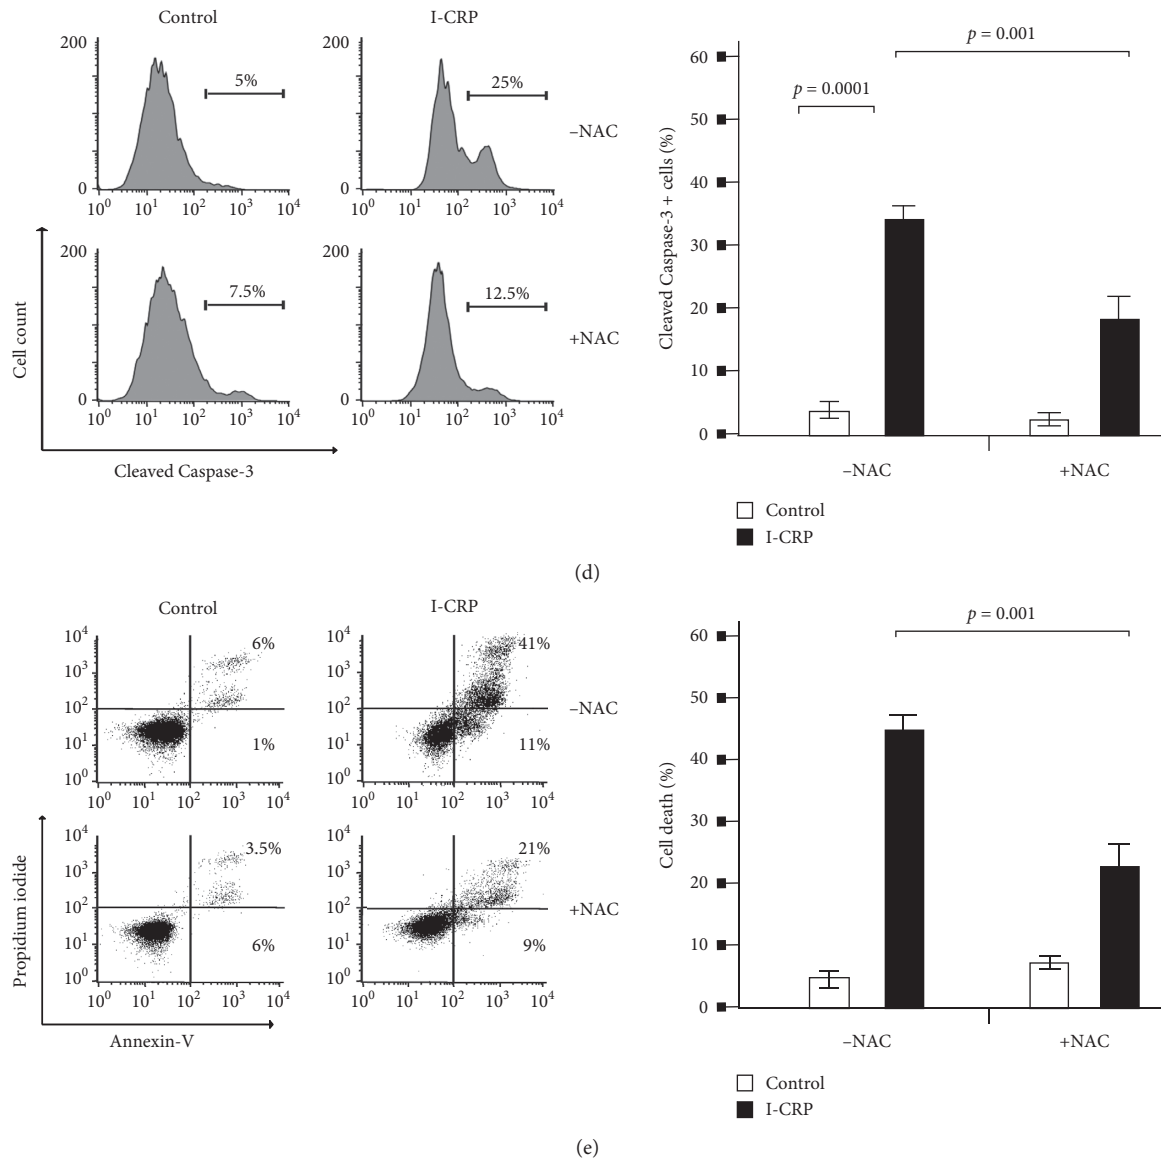 Control
I-CRP
200
0
5%
10^0 10^1 10^2 10^3 10^4
200
0
25%
10^0 10^1 10^2 10^3 10^4
–NAC
200
0
7.5%
10^0 10^1 10^2 10^3 10^4
200
0
12.5%
10^0 10^1 10^2 10^3 10^4
+NAC
Cell count
Cleaved Caspase-3
p = 0.001
p = 0.0001
60
50
40
30
20
10
0
Cleaved Caspase-3 + cells (%)
–NAC
+NAC
Control
I-CRP
(d)
Control
I-CRP
10^4
10^3
10^2
10^1
10^0
6%
1%
10^0 10^1 10^2 10^3 10^4
10^4
10^3
10^2
10^1
10^0
41%
11%
10^0 10^1 10^2 10^3 10^4
–NAC
10^4
10^3
10^2
10^1
10^0
3.5%
6%
10^0 10^1 10^2 10^3 10^4
10^4
10^3
10^2
10^1
10^0
21%
9%
10^0 10^1 10^2 10^3 10^4
+NAC
Propidium iodide
Annexin-V
p = 0.001
60
50
40
30
20
10
0
Cell death (%)
–NAC
+NAC
Control
I-CRP
(e)